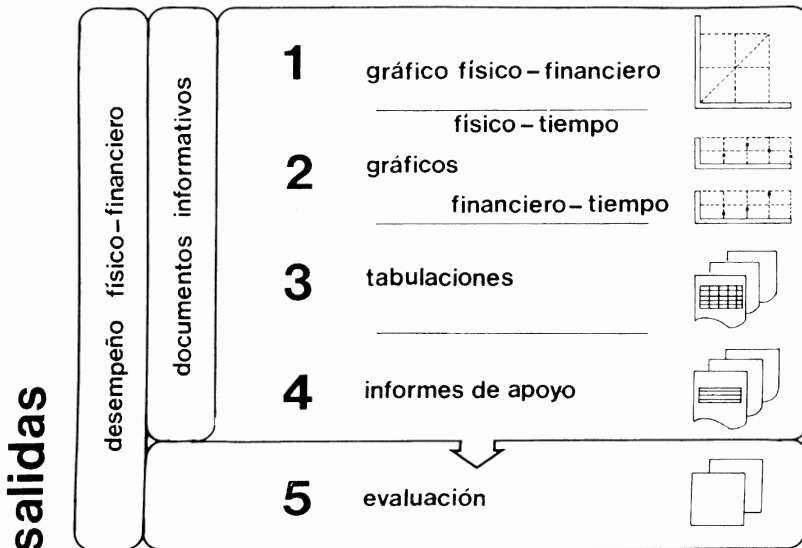 salidas
desempeño físico-financiero
documentos informativos
1 gráfico físico-financiero
físico-tiempo
2 gráficos
financiero-tiempo
3 tabulaciones
4 informes de apoyo
5 evaluación